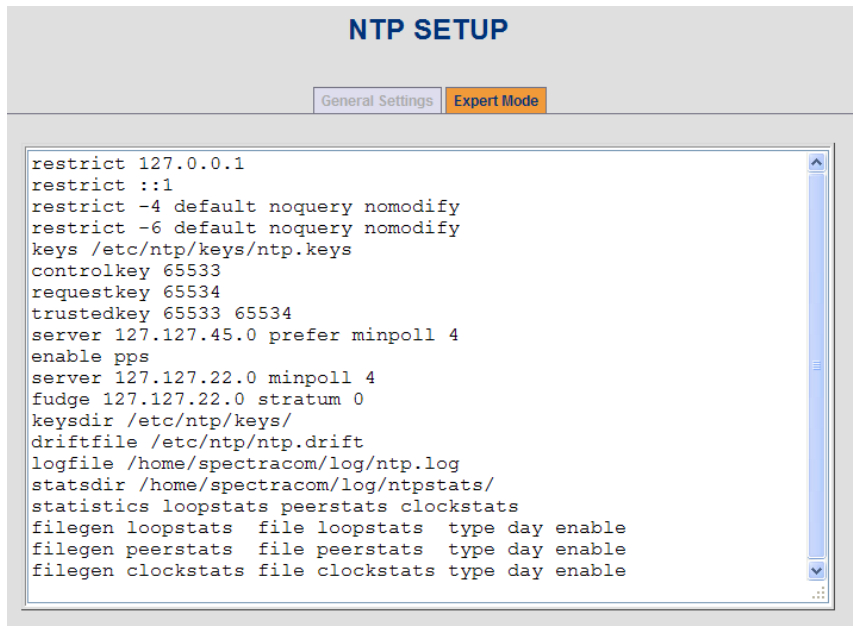 NTP SETUP
General Settings Expert Mode
restrict 127.0.0.1
restrict ::1
restrict -4 default noquery nomodify
restrict -6 default noquery nomodify
keys /etc/ntp/keys/ntp.keys
controlkey 65533
requestkey 65534
trustedkey 65533 65534
server 127.127.45.0 prefer minpoll 4
enable pps
server 127.127.22.0 minpoll 4
fudge 127.127.22.0 stratum 0
keysdir /etc/ntp/keys/
driftfile /etc/ntp/ntp.drift
logfile /home/spectracom/log/ntp.log
statsdir /home/spectracom/log/ntpstats/
statistics loopstats peerstats clockstats
filegen loopstats  file loopstats  type day enable
filegen peerstats  file peerstats  type day enable
filegen clockstats file clockstats type day enable